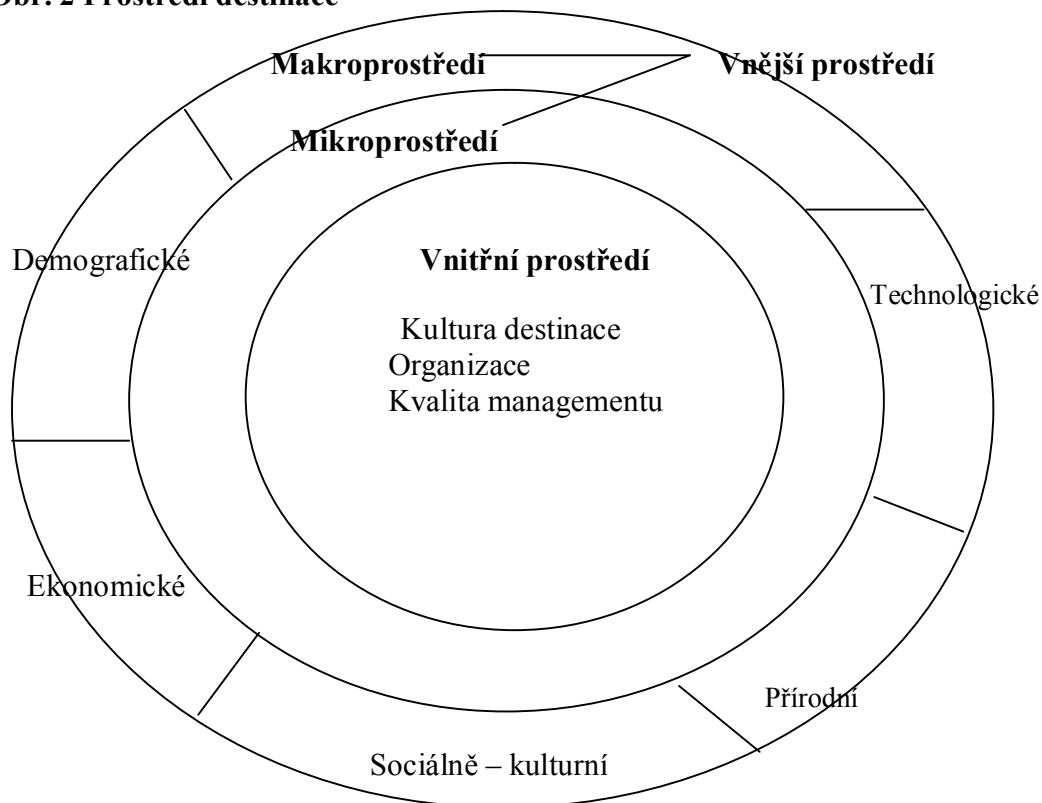 Obr. 2 Prostředí destinace
Makroprostředí
Vnější prostředí
Mikroprostředí
Demografické
Vnitřní prostředí
Technologické
Kultura destinace
Organizace
Kvalita managementu
Ekonomické
Přírodní
Sociálně – kulturní